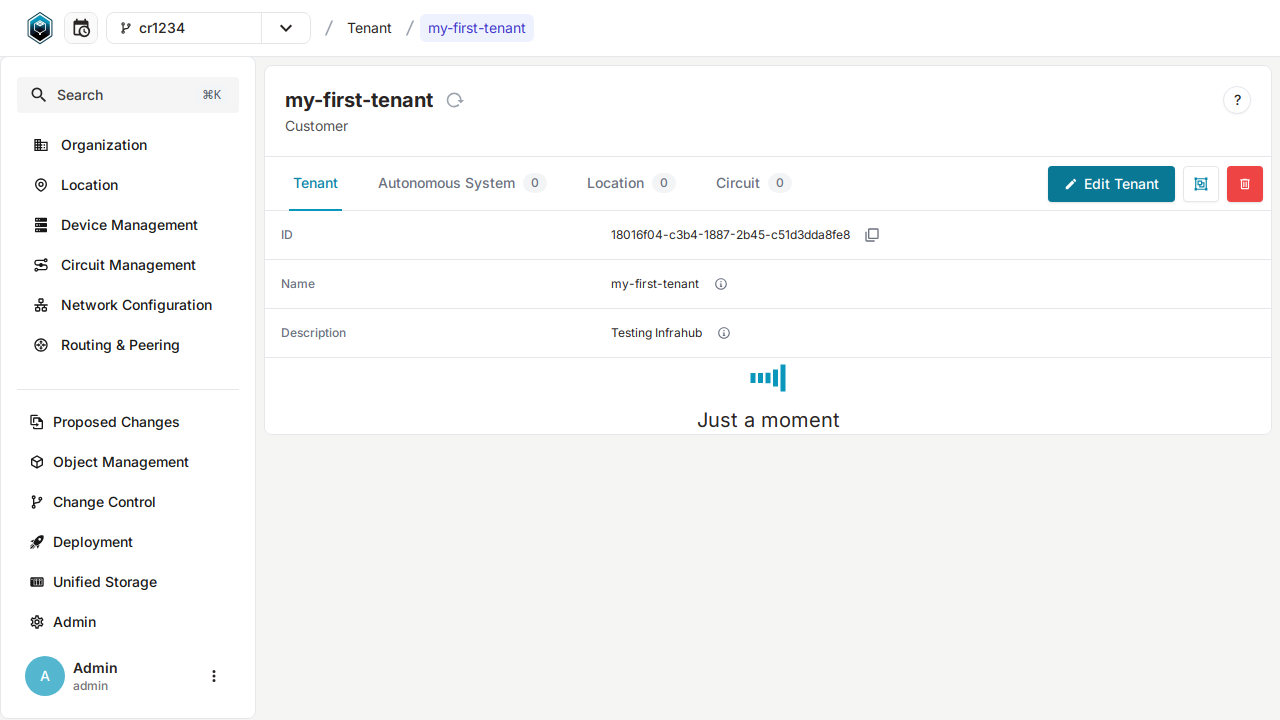 cr1234
/ Tenant / my-first-tenant
Search ⌘K
Organization
Location
Device Management
Circuit Management
Network Configuration
Routing & Peering
Proposed Changes
Object Management
Change Control
Deployment
Unified Storage
Admin
A
Admin
admin
my-first-tenant
?
Customer
Tenant Autonomous System 0 Location 0 Circuit 0 Edit Tenant
ID 18016f04-c3b4-1887-2b45-c51d3dda8fe8
Name my-first-tenant
Description Testing Infrahub
Just a moment